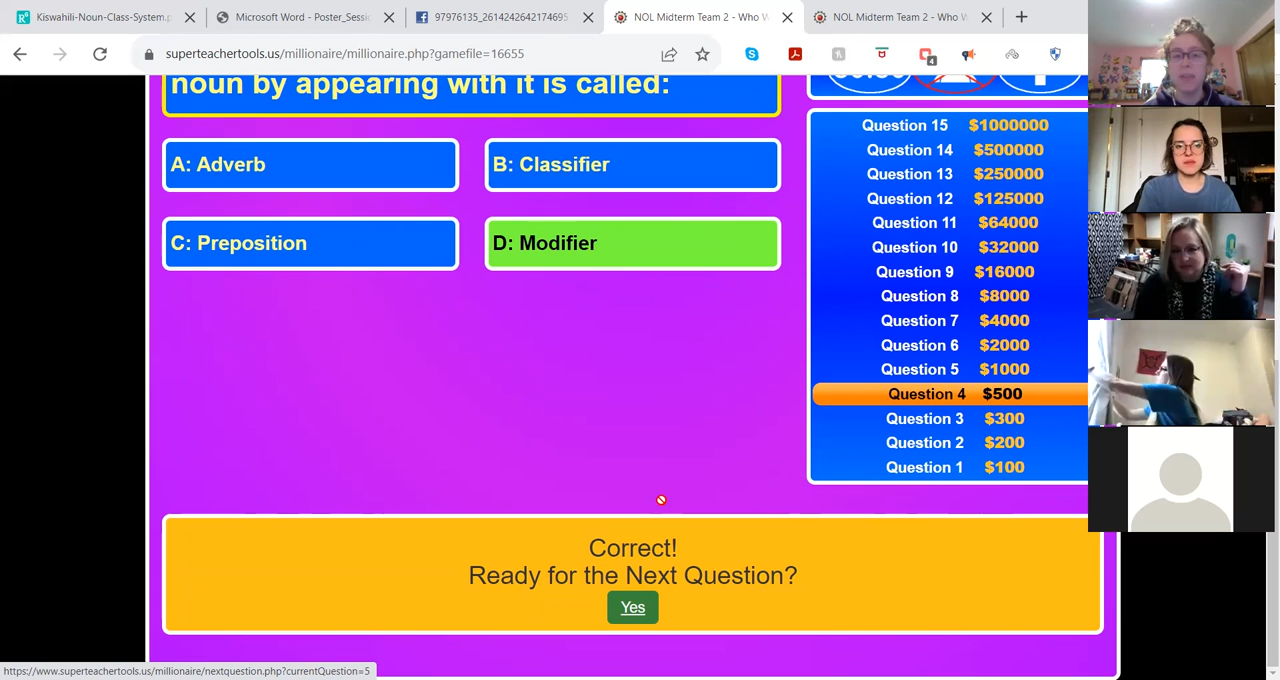 Kiswahili-Noun-Class-System.p
Microsoft Word - Poster_Sessi
97976135_2614242642174695
NOL Midterm Team 2 - Who W
NOL Midterm Team 2 - Who W
superteachertools.us/millionaire/millionaire.php?gamefile=16655
4
noun by appearing with it is called:
A: Adverb
B: Classifier
C: Preposition
D: Modifier
Question 15 $1000000
Question 14 $500000
Question 13 $250000
Question 12 $125000
Question 11 $64000
Question 10 $32000
Question 9 $16000
Question 8 $8000
Question 7 $4000
Question 6 $2000
Question 5 $1000
Question 4 $500
Question 3 $300
Question 2 $200
Question 1 $100
Correct!
Ready for the Next Question?
Yes
https://www.superteachertools.us/millionaire/nextquestion.php?currentQuestion=5